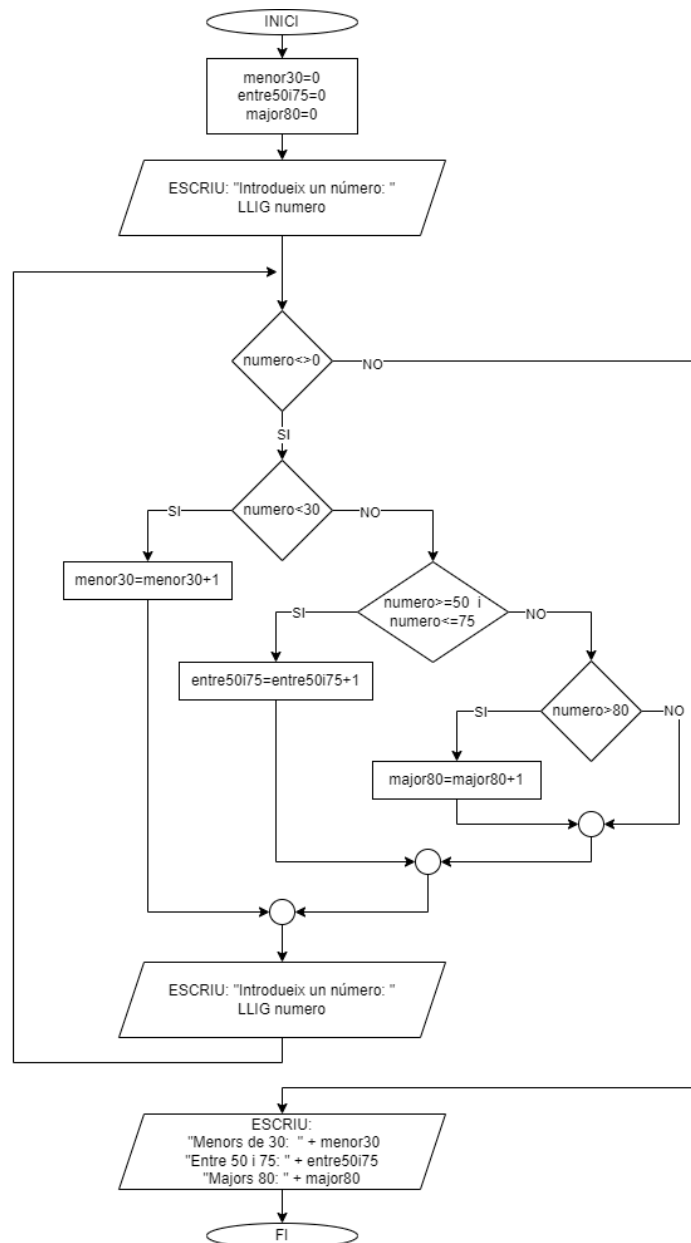 INICI
menor30=0
entre50i75=0
major80=0
ESCRIU: "Introdueix un número: "
LLIG numero
numero<>0
NO
SI
numero<30
SI
NO
menor30=menor30+1
numero>=50 i
numero<=75
SI
NO
entre50i75=entre50i75+1
numero>80
SI
NO
major80=major80+1
ESCRIU: "Introdueix un número: "
LLIG numero
ESCRIU:
"Menors de 30: " + menor30
"Entre 50 i 75: " + entre50i75
"Majors 80: " + major80
FI